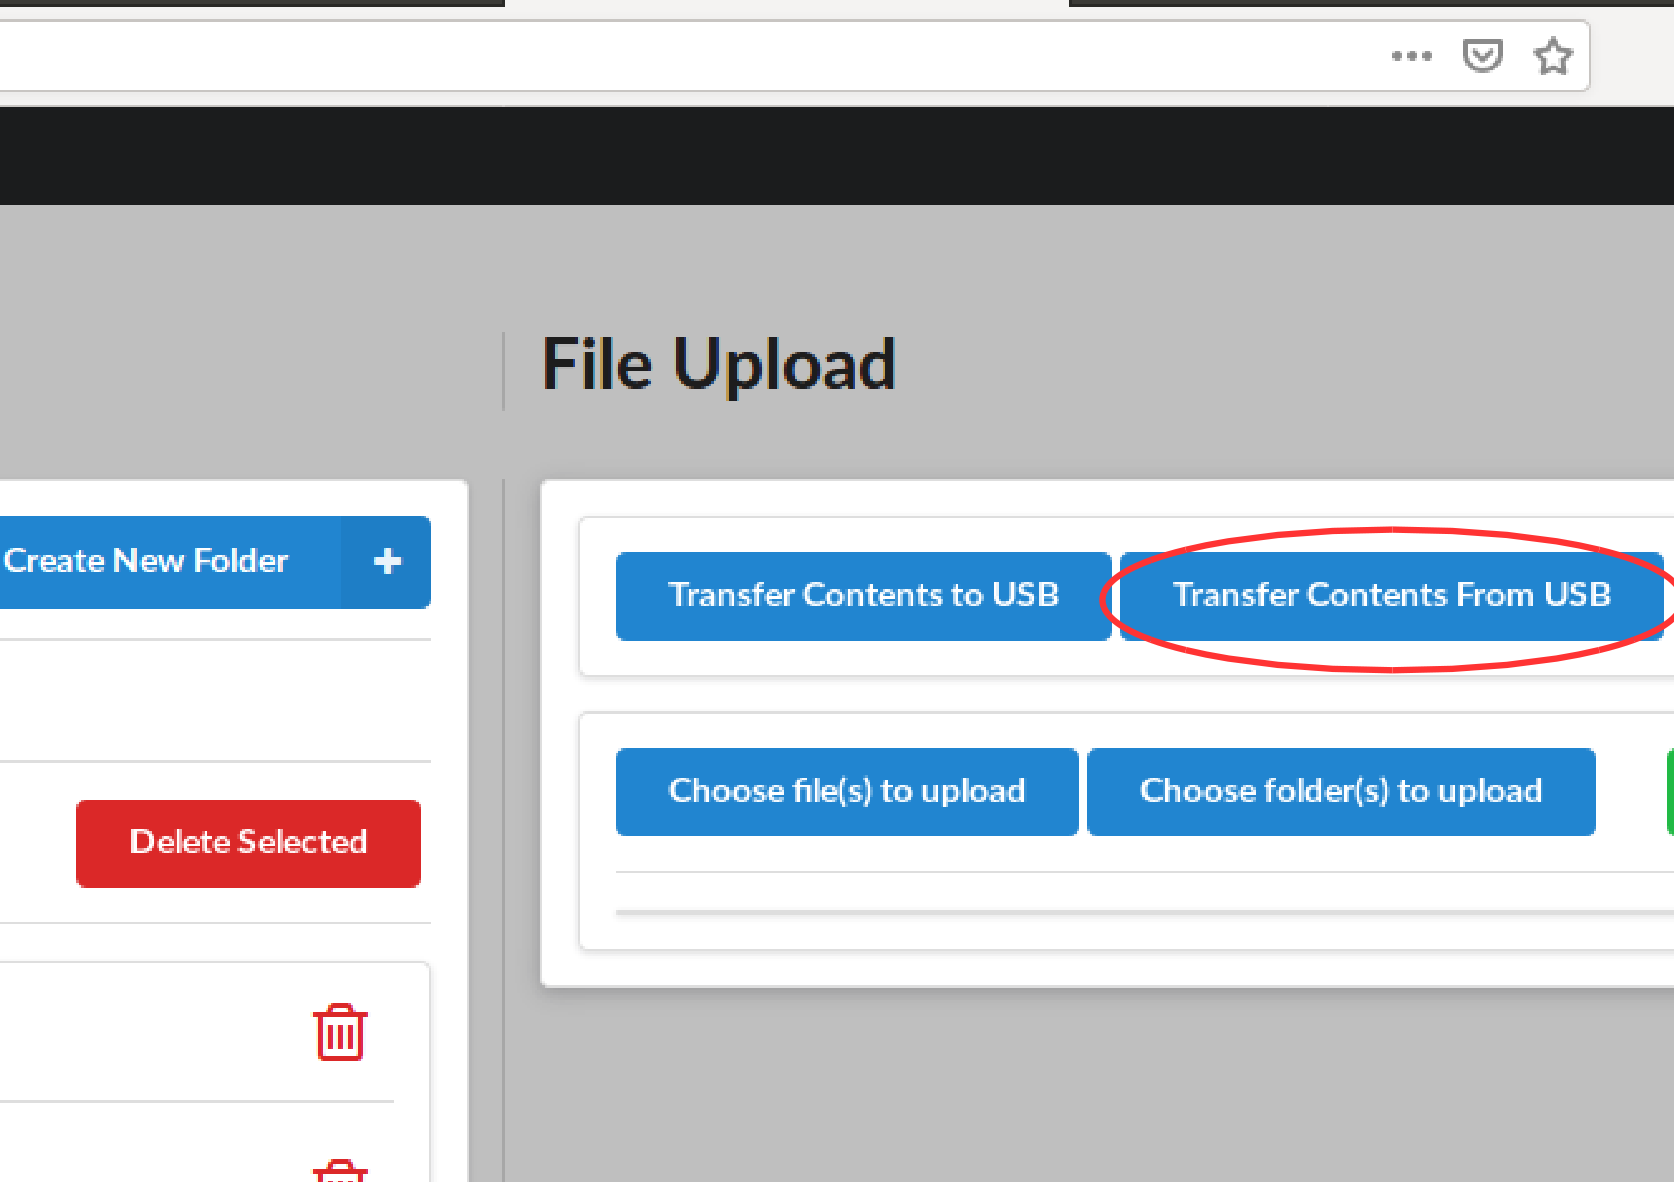 File Upload
Create New Folder
Transfer Contents to USB
Transfer Contents From USB
Choose file(s) to upload
Choose folder(s) to upload
Delete Selected